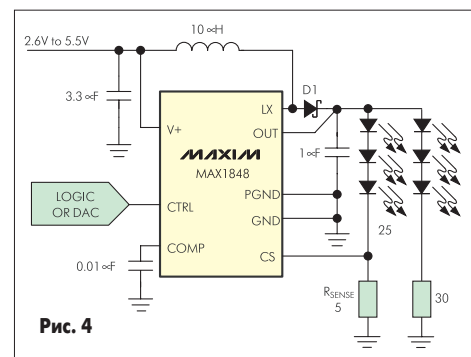 2.6V to 5.5V
10 ∝H
3.3 ∝F
LX
D1
V+
OUT
MAXIM
MAX1848
1 ∝F
LOGIC
OR DAC
CTRL
PGND
GND
COMP
25
0.01 ∝F
CS
RSENSE
5
30
Рис. 4